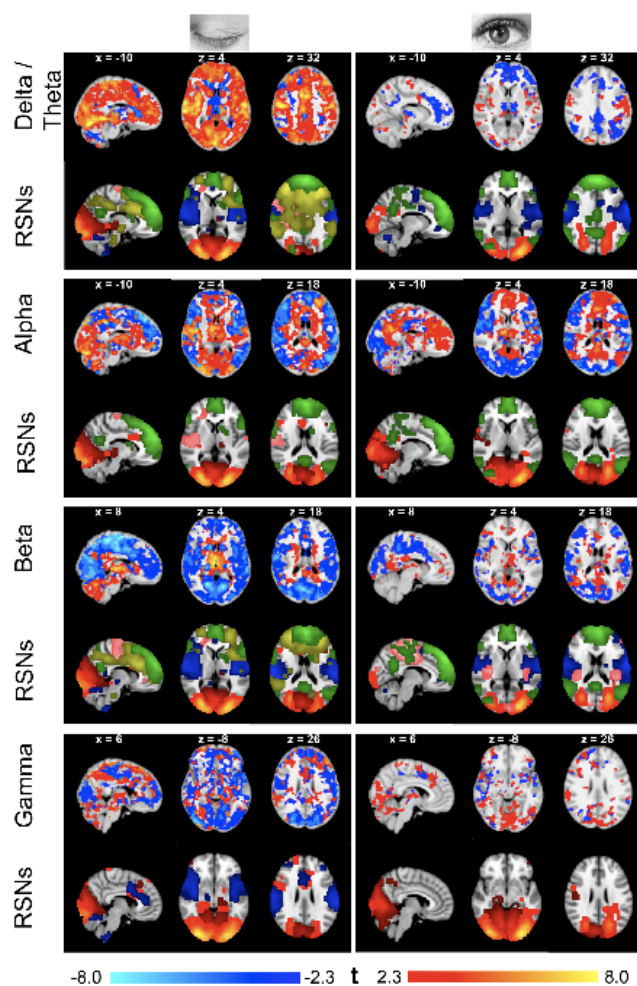 Delta /
Theta
x = -10 z = 4 z = 32 x = -10 z = 4 z = 32
RSNs
Alpha
x = -10 z = 4 z = 18 x = -10 z = 4 z = 18
RSNs
Beta
x = 8 z = 4 z = 18 x = 8 z = 4 z = 18
RSNs
Gamma
x = 6 z = -8 z = 26 x = 6 z = -8 z = 26
RSNs
-8.0 -2.3 t 2.3 8.0